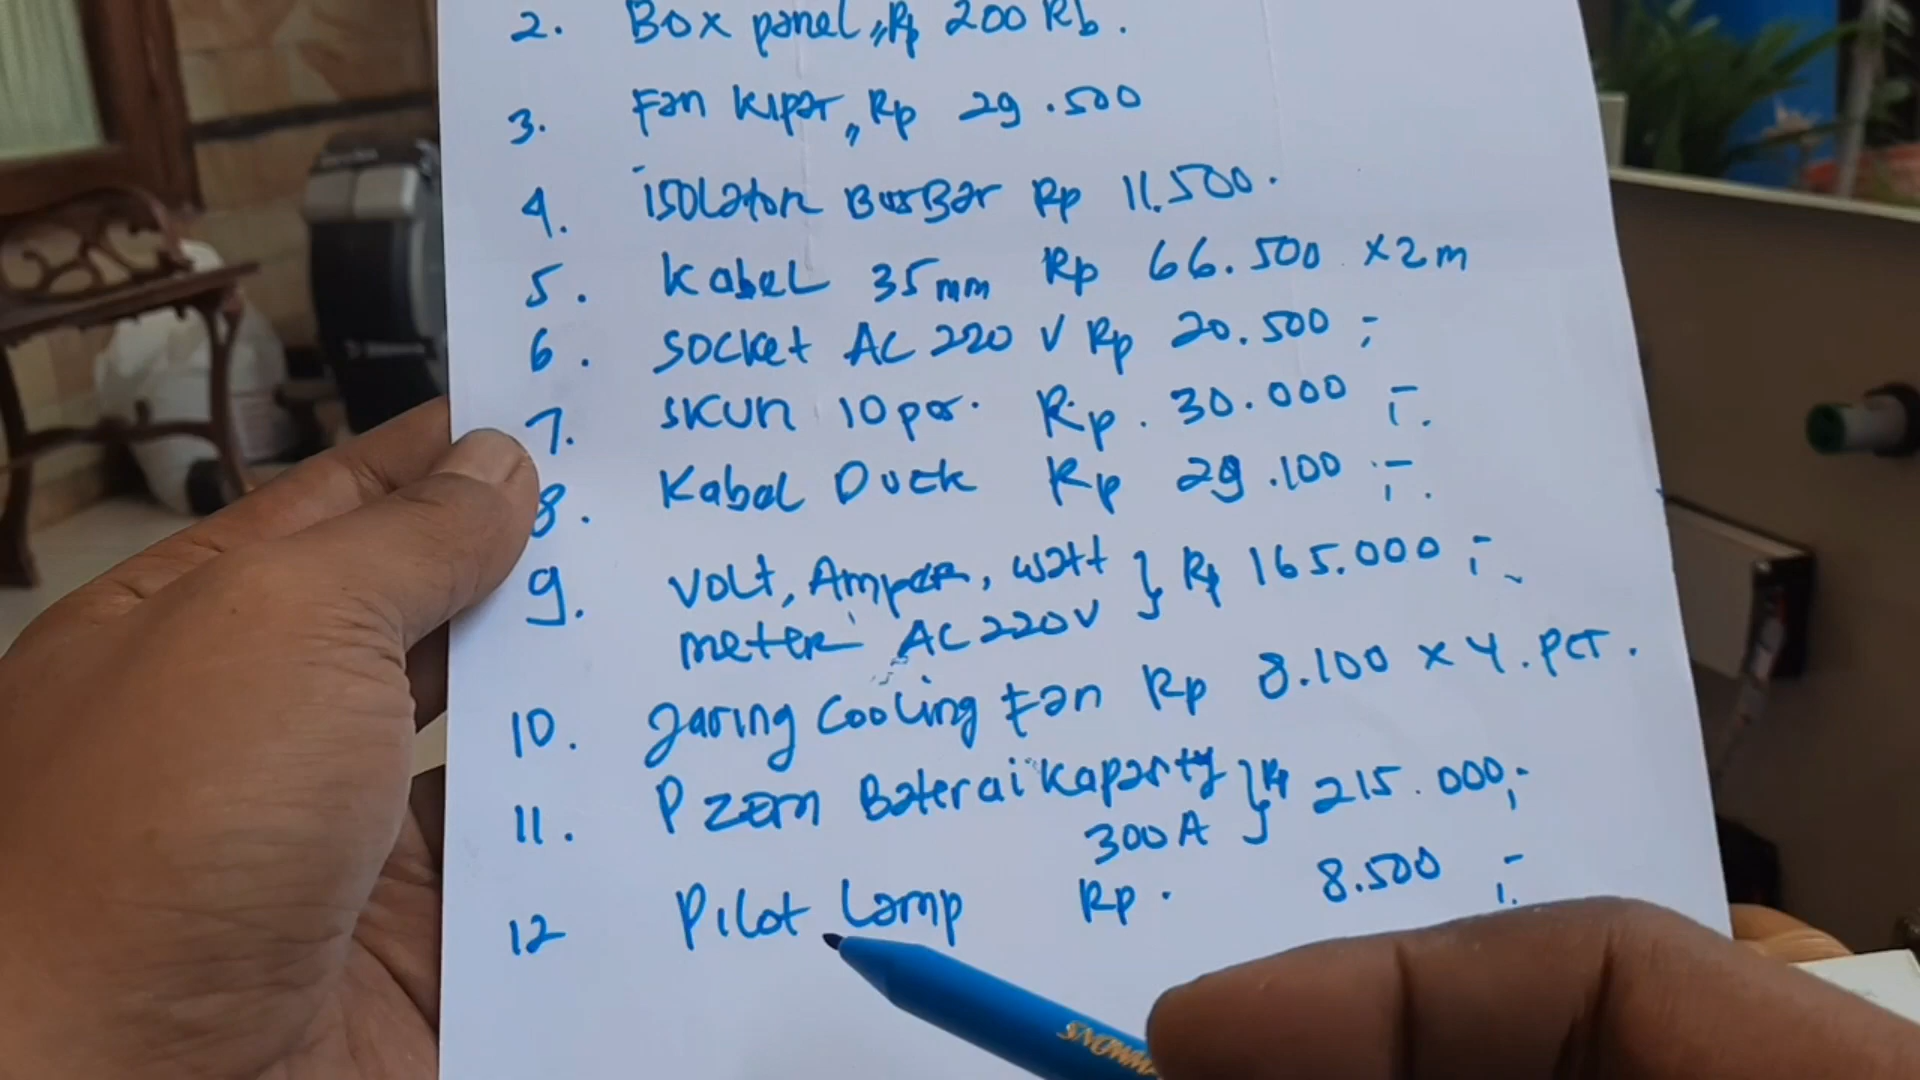 2. Box panel,, Rp 200 Rb.
3. Fan kipas,, Rp 29.500
4. isolator BusBar Rp 11.500.
5. Kabel 35mm Rp 66.500 x2m
6. Socket AC 220 V Rp 20.500 ;
7. SKUN 10 pcs. Rp. 30.000 ;-.
8. Kabel Duck Rp 29.100 ;-.
9. Volt, Amper, watt } Rp 165.000 ;-
meter AC 220V
10. Jaring Cooling Fan Rp 8.100 x 4. PCT.
11. P zem Baterai Kapasity } Rp 215.000,-
300A
12 Pilot Lamp Rp. 8.500 ;-